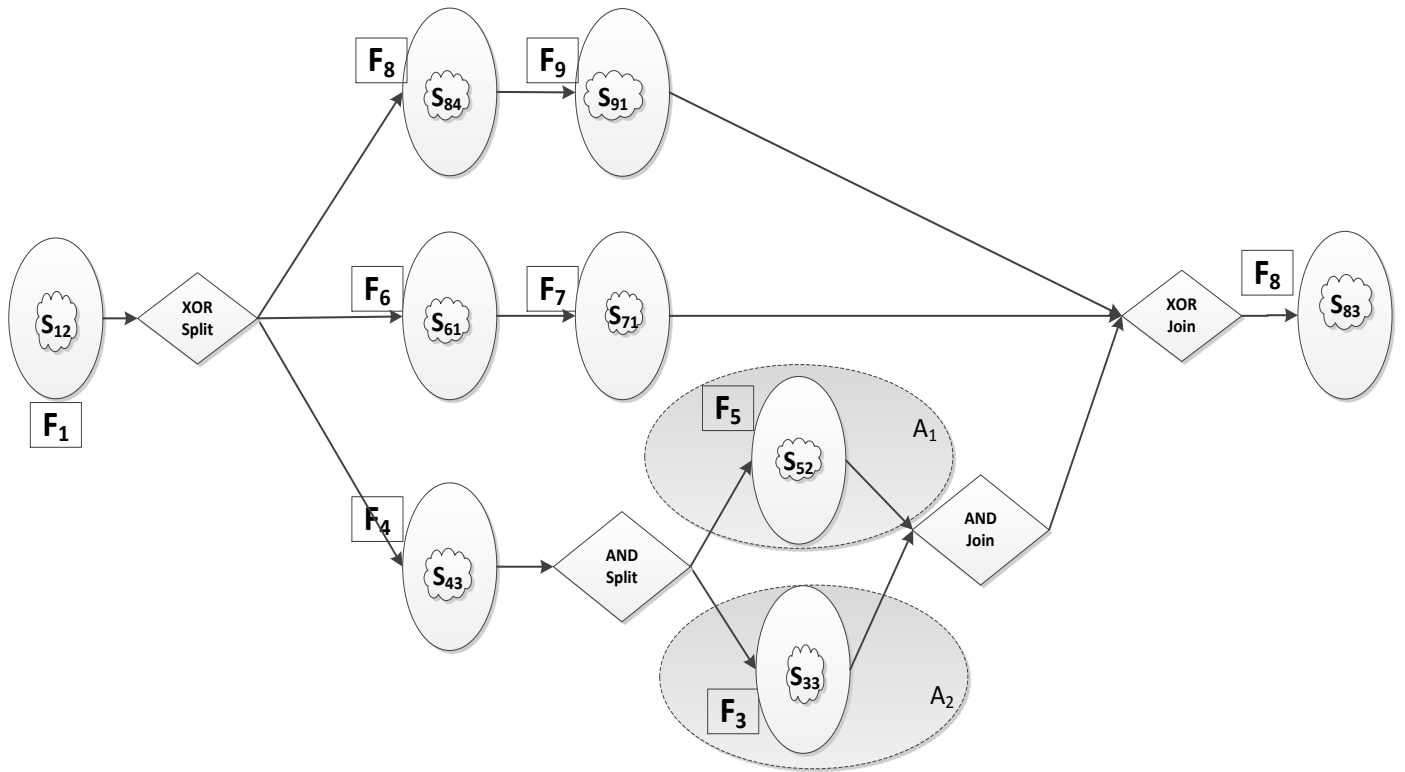 F8
F9
S84
S91
F6
F7
F8
XOR
Split
XOR
Join
S12
S61
S71
S83
F1
F5
A1
S52
F4
AND
Join
AND
Split
S43
S33
A2
F3